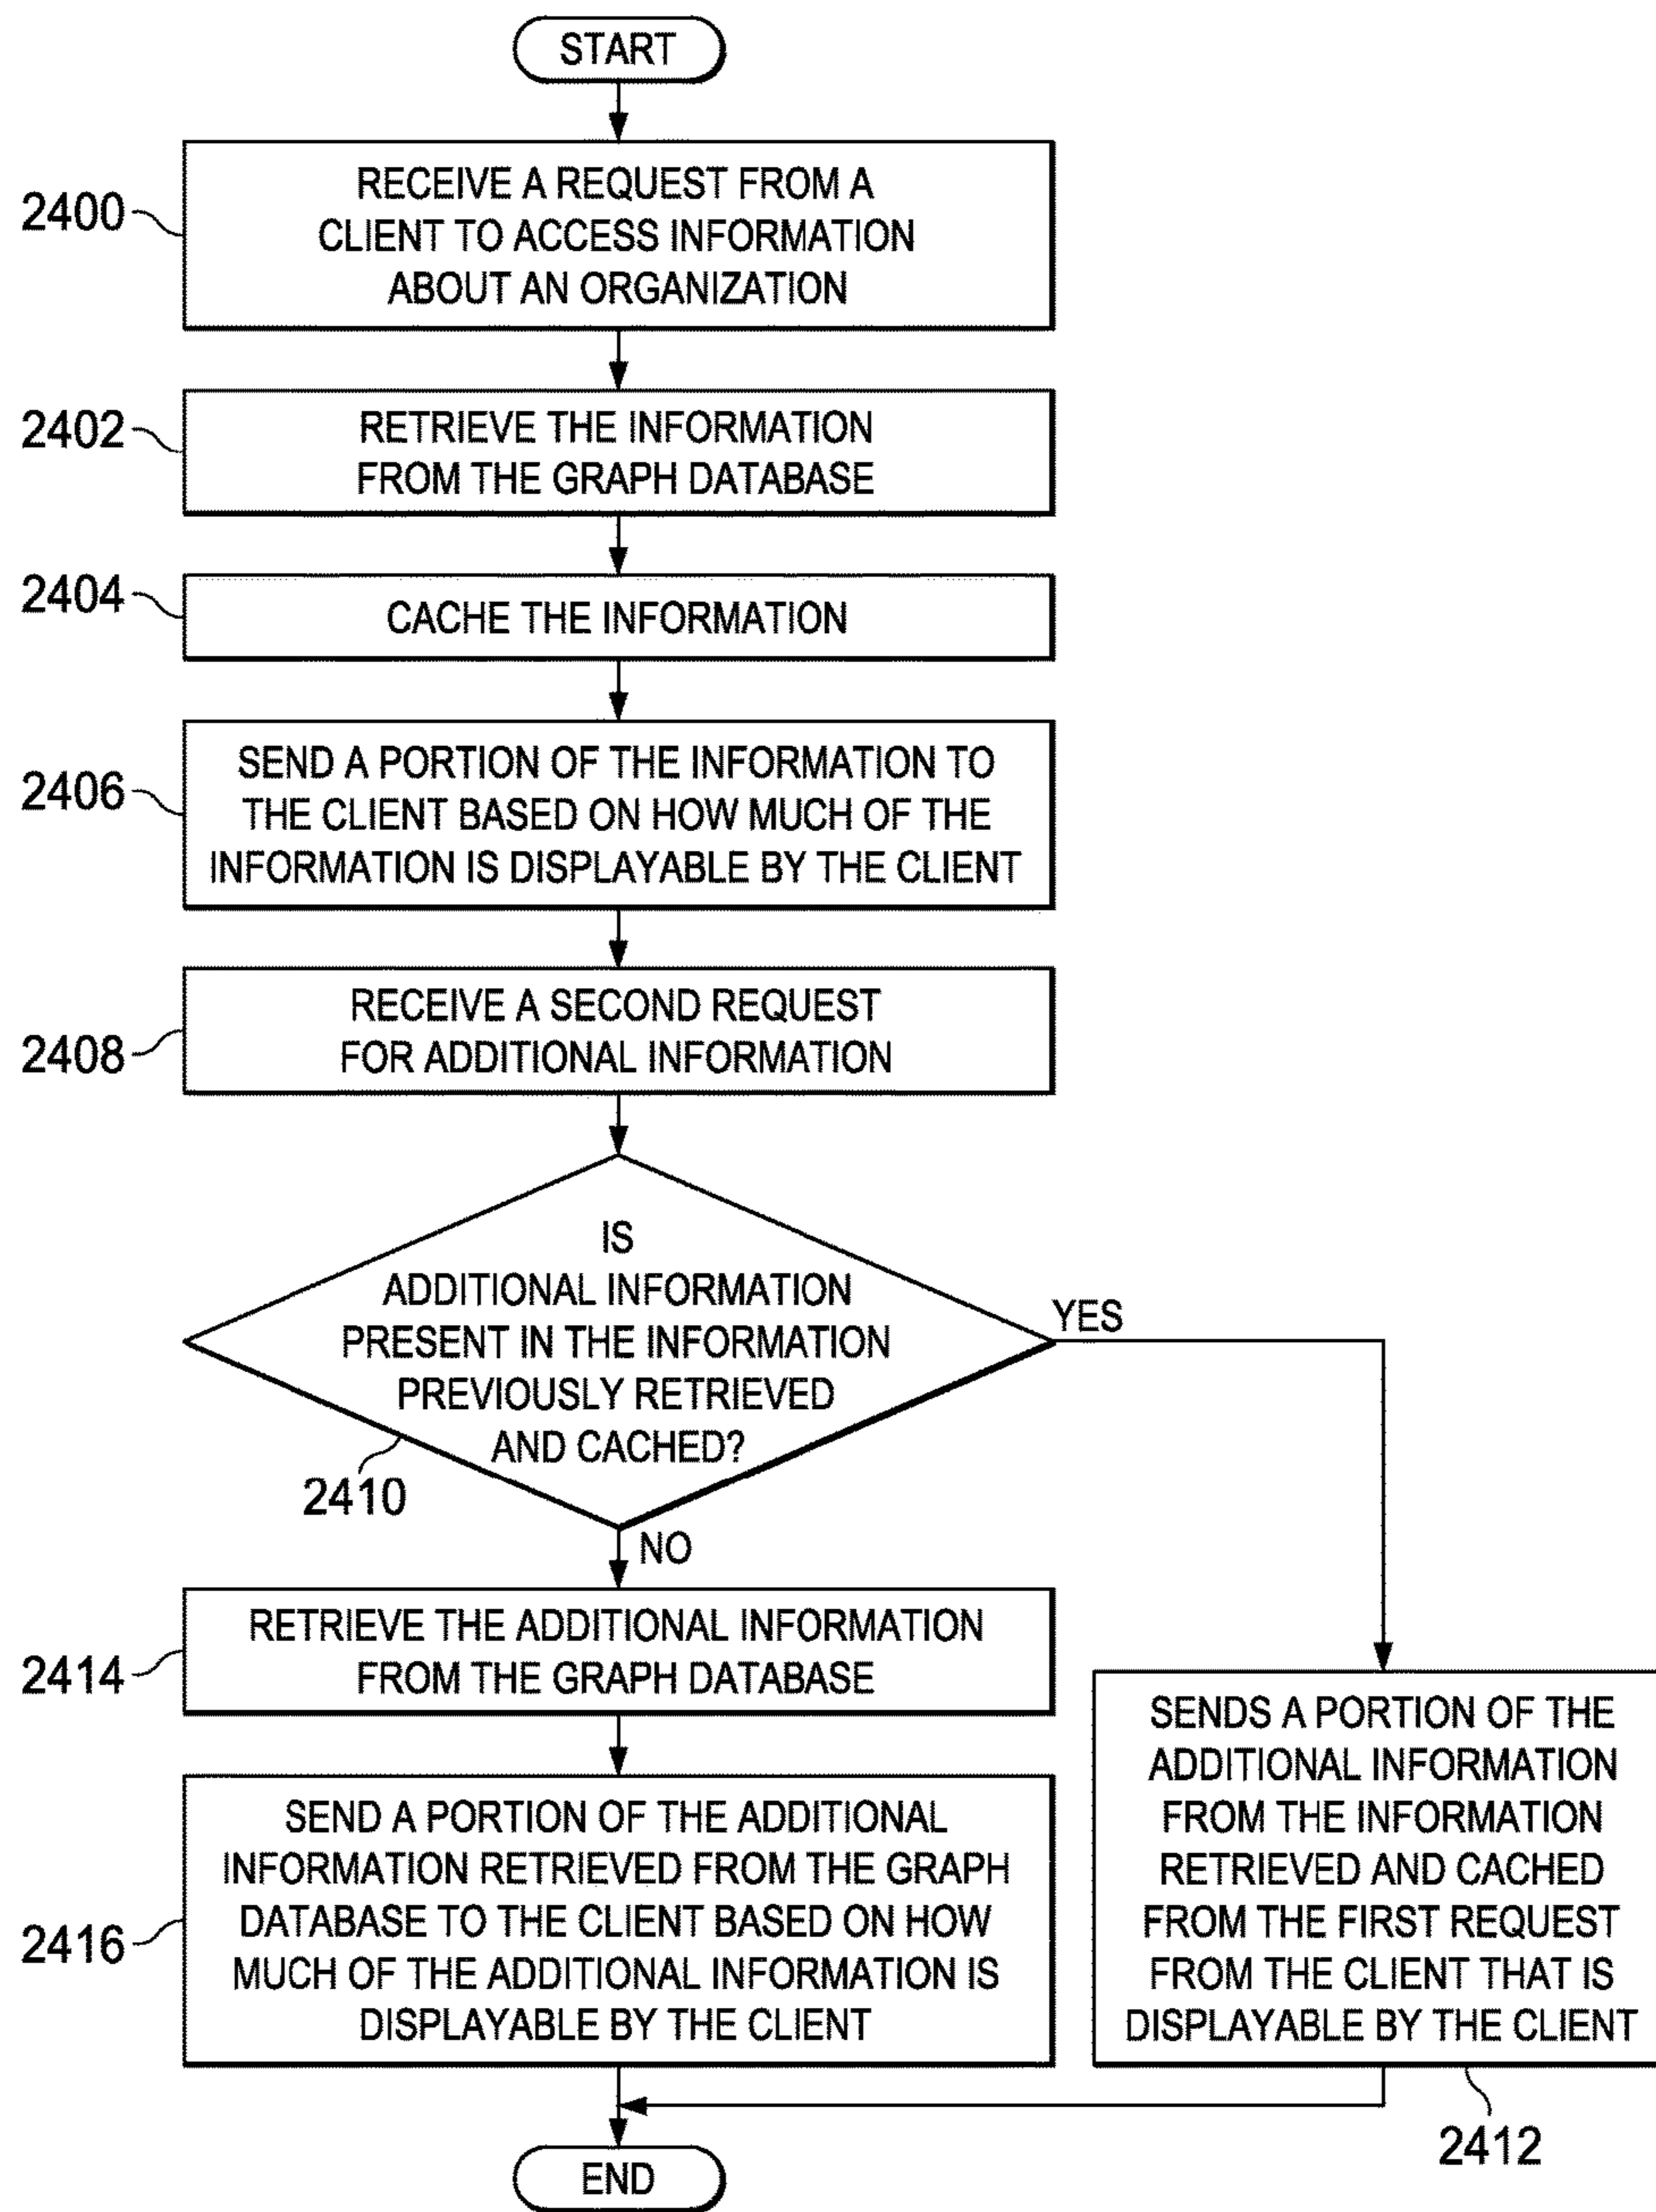 START
2400
RECEIVE A REQUEST FROM A
CLIENT TO ACCESS INFORMATION
ABOUT AN ORGANIZATION
2402
RETRIEVE THE INFORMATION
FROM THE GRAPH DATABASE
2404
CACHE THE INFORMATION
2406
SEND A PORTION OF THE INFORMATION TO
THE CLIENT BASED ON HOW MUCH OF THE
INFORMATION IS DISPLAYABLE BY THE CLIENT
2408
RECEIVE A SECOND REQUEST
FOR ADDITIONAL INFORMATION
IS
ADDITIONAL INFORMATION
PRESENT IN THE INFORMATION
PREVIOUSLY RETRIEVED
AND CACHED?
2410
YES
NO
2414
RETRIEVE THE ADDITIONAL INFORMATION
FROM THE GRAPH DATABASE
2416
SEND A PORTION OF THE ADDITIONAL
INFORMATION RETRIEVED FROM THE GRAPH
DATABASE TO THE CLIENT BASED ON HOW
MUCH OF THE ADDITIONAL INFORMATION IS
DISPLAYABLE BY THE CLIENT
SENDS A PORTION OF THE
ADDITIONAL INFORMATION
FROM THE INFORMATION
RETRIEVED AND CACHED
FROM THE FIRST REQUEST
FROM THE CLIENT THAT IS
DISPLAYABLE BY THE CLIENT
2412
END